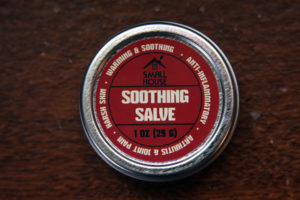 WARMING & SOOTHING • ANTI-INFLAMMATORY • ARTHRITIS & JOINT PAIN • HARSH SKIN •
SMALL
HOUSE
SOOTHING
SALVE
1 OZ (29 G)